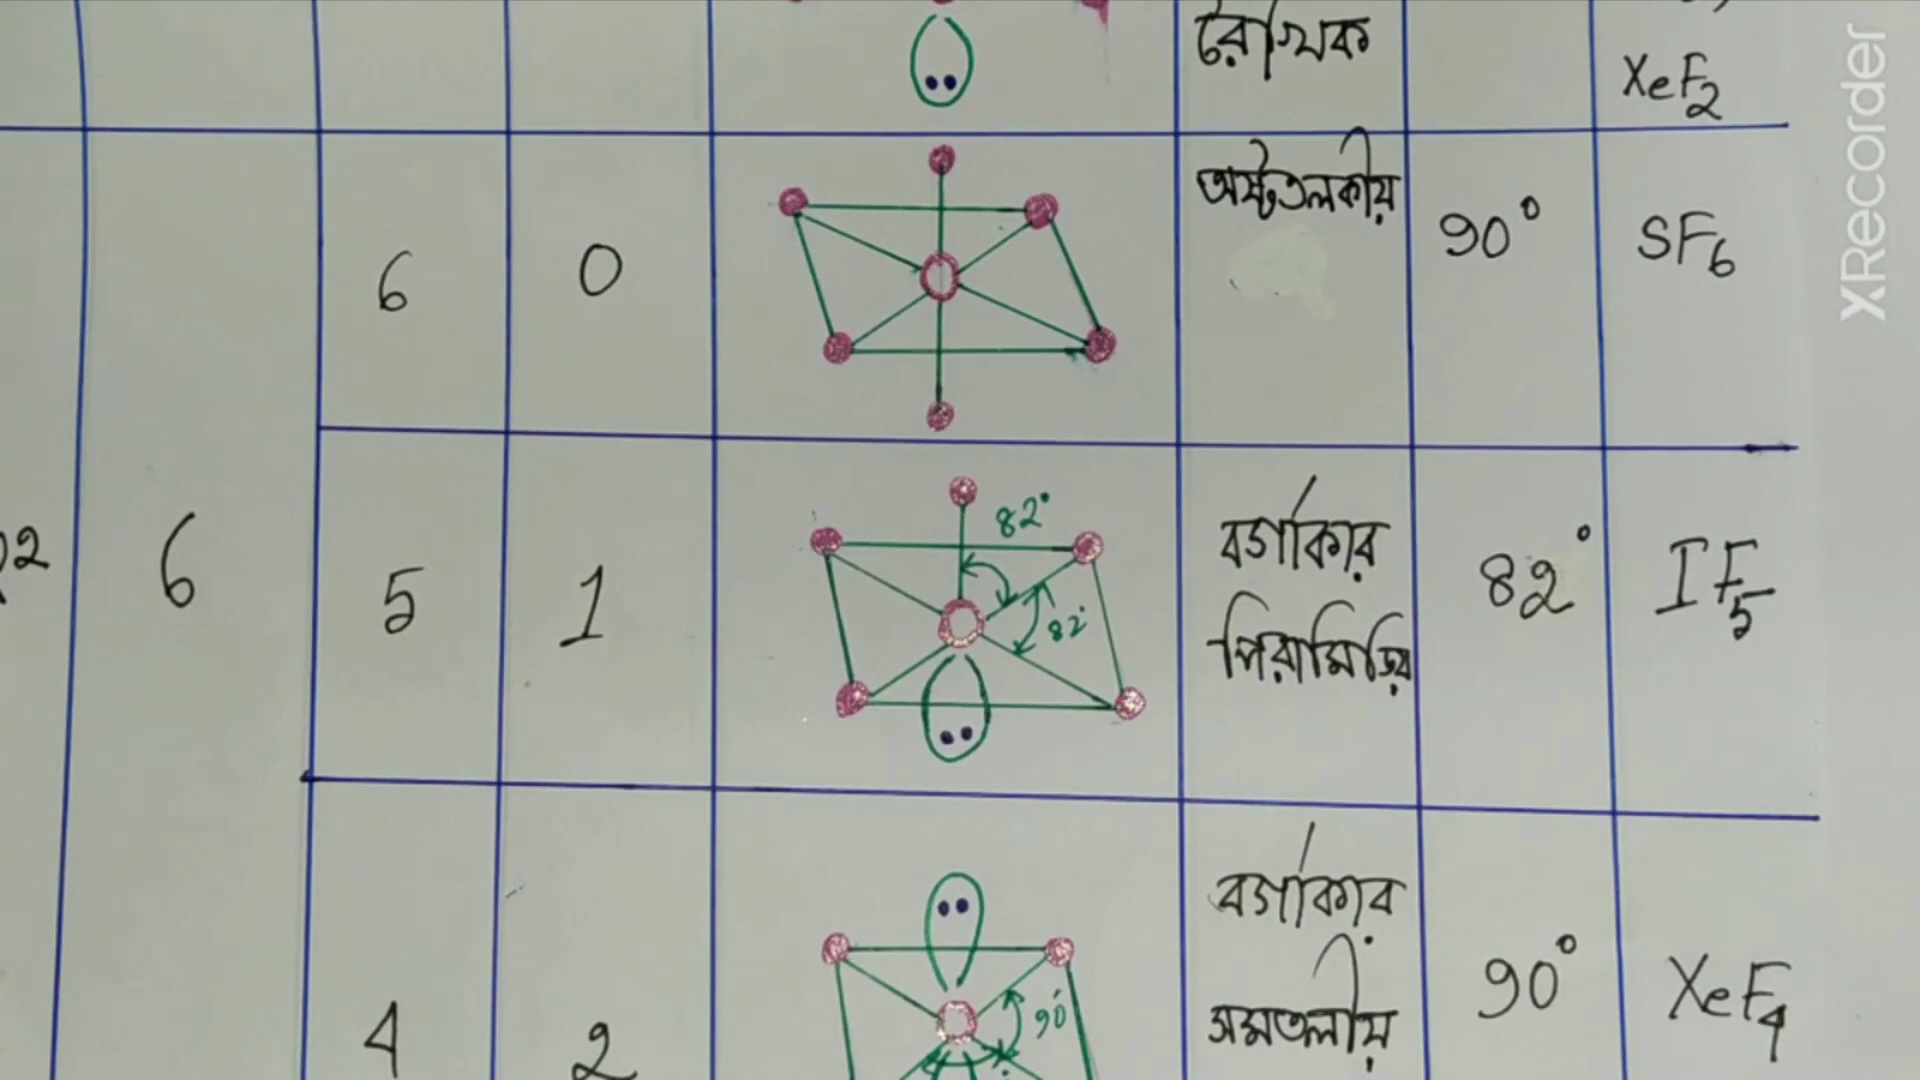 রৈখিক
XeF2
অষ্টতলকীয়
6 0 90° SF6
82°
2 6 5 1 82° বর্গাকার পিরামিডিয় 82° IF5
বর্গাকার
4 2 90° সমতলীয় 90° XeF4
XRecorder